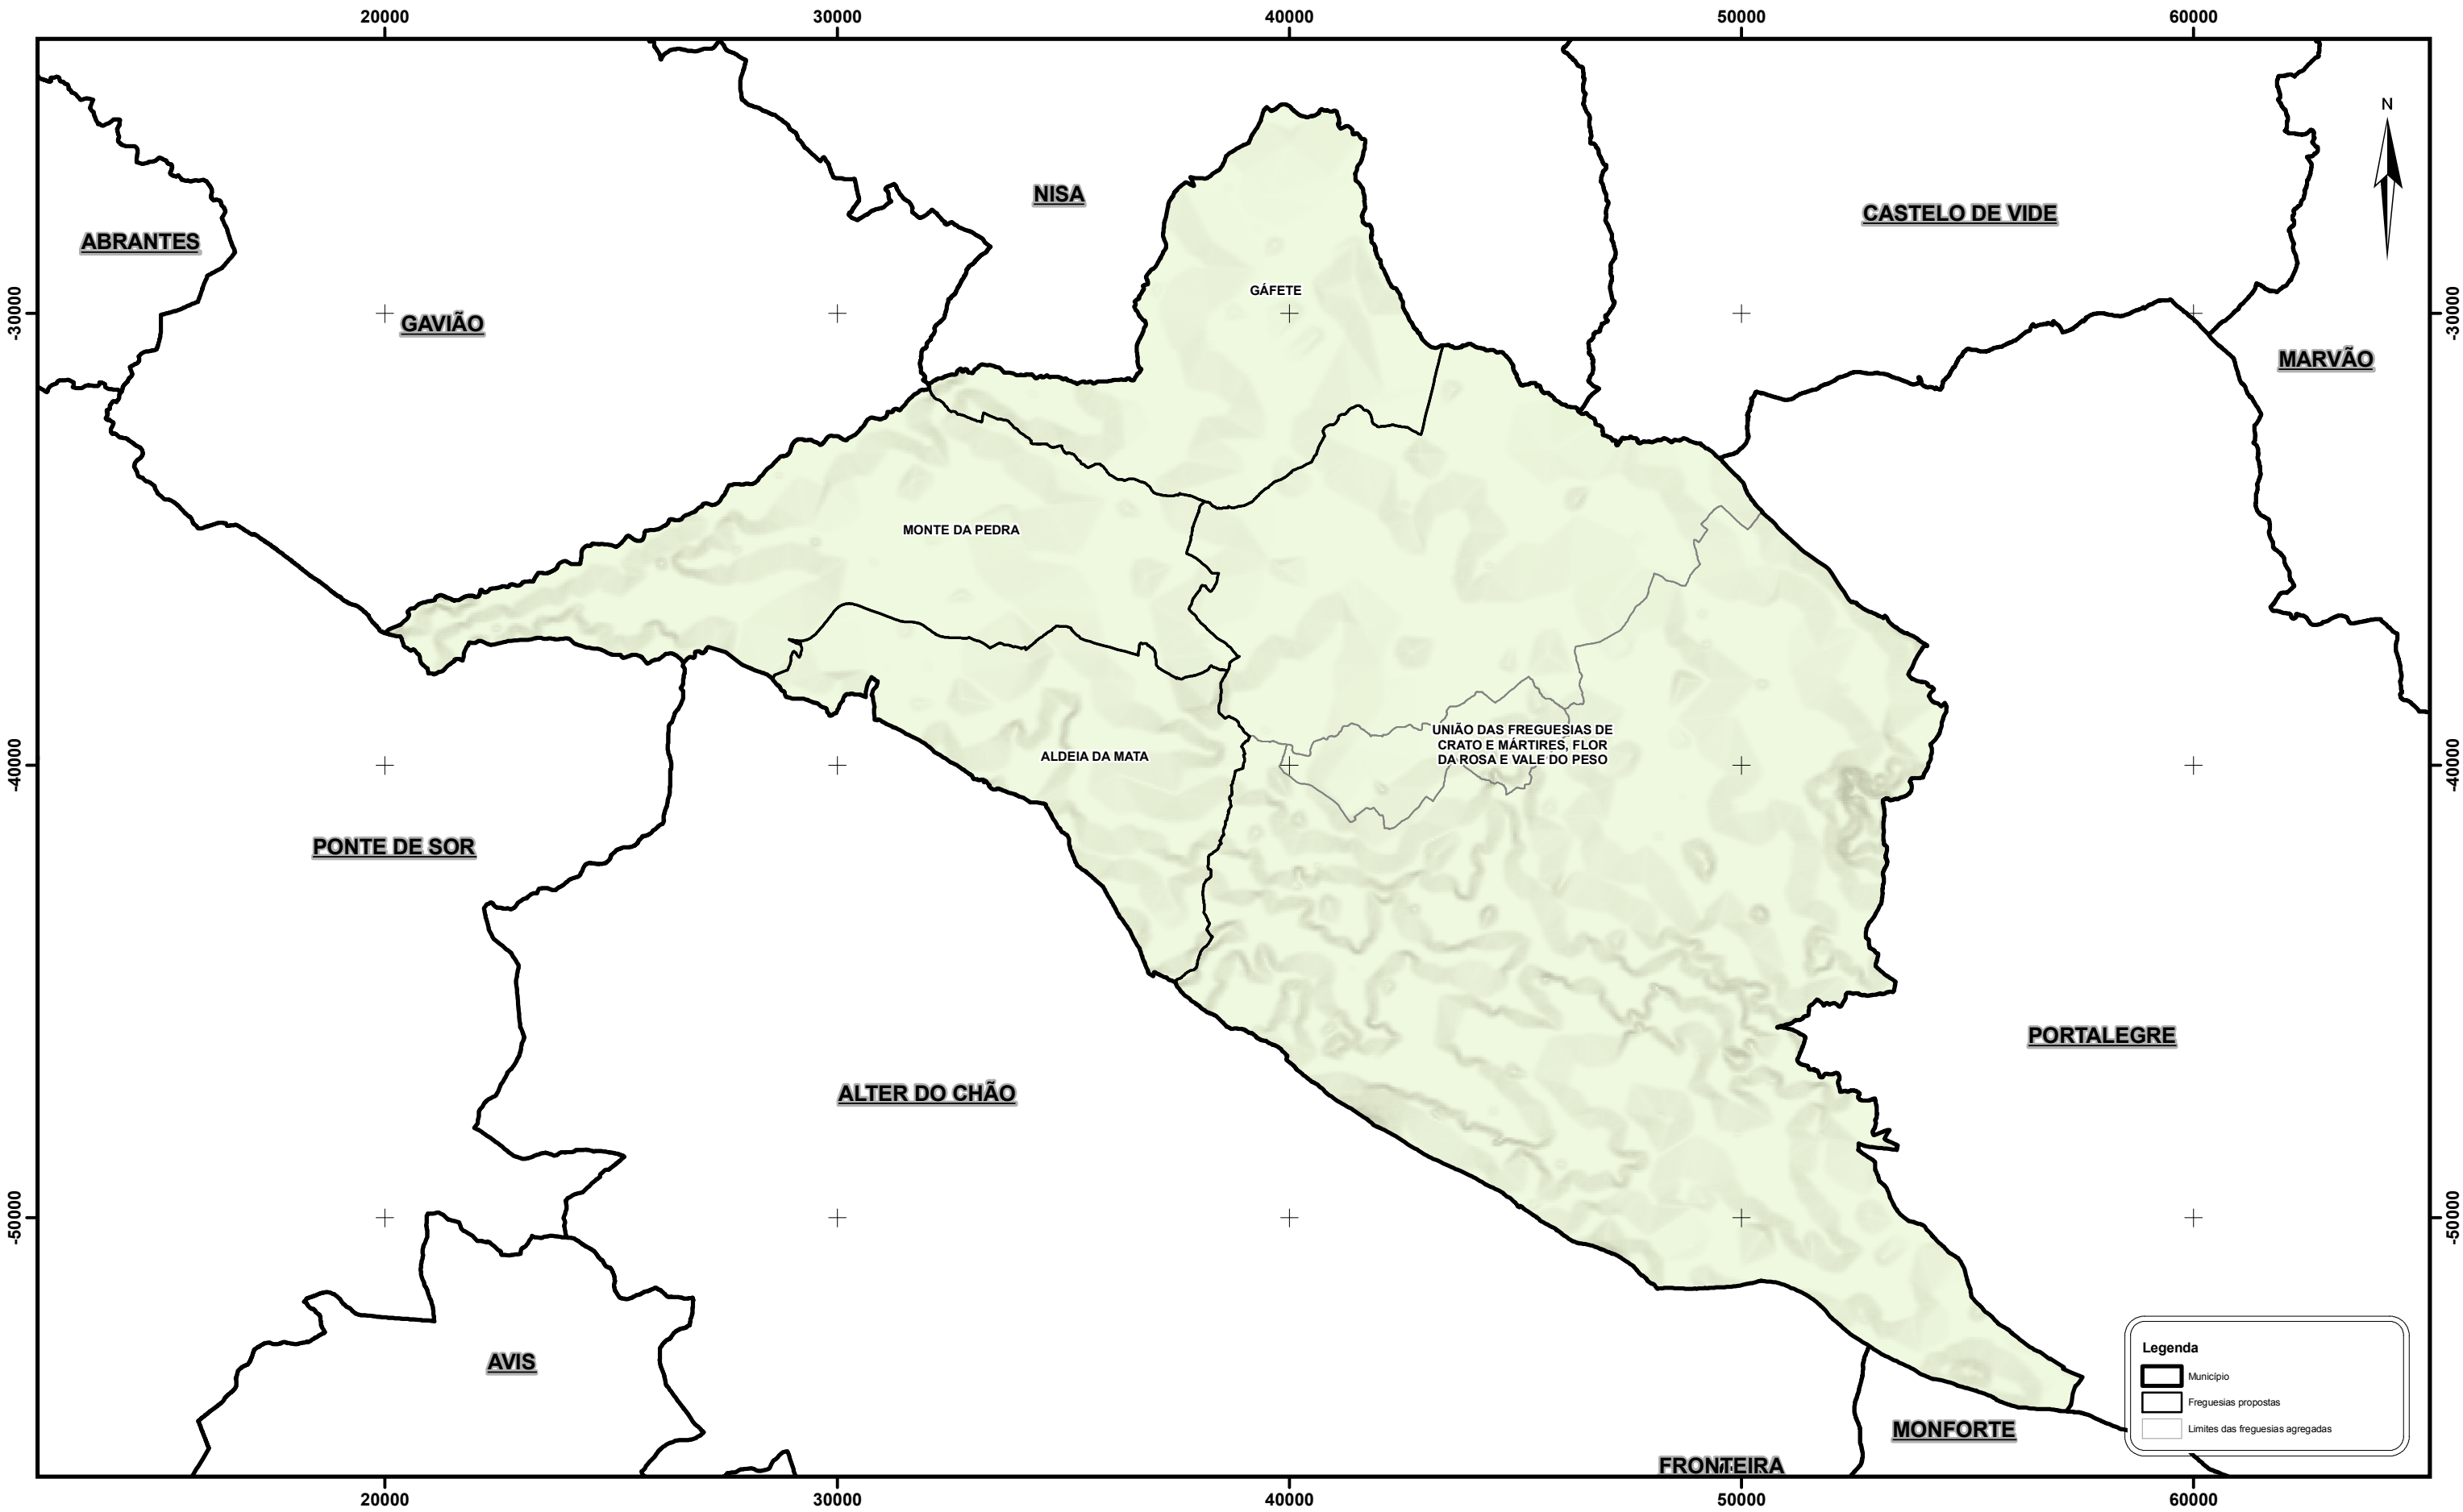 20000 30000 40000 50000 60000
N
NISA
CASTELO DE VIDE
ABRANTES
GÁFETE
-30000 -30000
GAVIÃO
MARVÃO
MONTE DA PEDRA
UNIÃO DAS FREGUESIAS DE
CRATO E MÁRTIRES, FLOR
DA ROSA E VALE DO PESO
ALDEIA DA MATA
-40000 -40000
PONTE DE SOR
PORTALEGRE
ALTER DO CHÃO
-50000 -50000
AVIS
Legenda
Município
Freguesias propostas
Limites das freguesias agregadas
MONFORTE
FRONTEIRA
20000 30000 40000 50000 60000